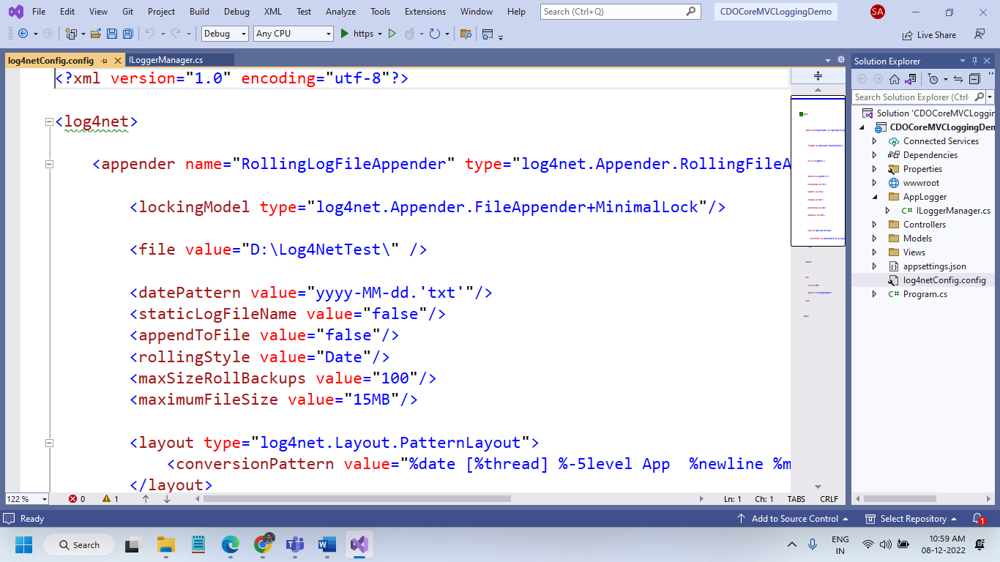 File Edit View Git Project Build Debug XML Test Analyze Tools Extensions Window Help Search (Ctrl+Q) CDOCoreMVCLoggingDemo SA
Debug Any CPU https Live Share
log4netConfig.config ILoggerManager.cs
<?xml version="1.0" encoding="utf-8"?>
<log4net>
<appender name="RollingLogFileAppender" type="log4net.Appender.RollingFileA
<lockingModel type="log4net.Appender.FileAppender+MinimalLock"/>
<file value="D:\Log4NetTest\" />
<datePattern value="yyyy-MM-dd.'txt'"/>
<staticLogFileName value="false"/>
<appendToFile value="false"/>
<rollingStyle value="Date"/>
<maxSizeRollBackups value="100"/>
<maximumFileSize value="15MB"/>
<layout type="log4net.Layout.PatternLayout">
<conversionPattern value="%date [%thread] %-5level App  %newline %m
</layout>
122 % 0 1 Ln: 1 Ch: 1 TABS CRLF
Solution Explorer
Search Solution Explorer (Ctrl-
Solution 'CDOCoreMVCLoggin
CDOCoreMVCLoggingDem
Connected Services
Dependencies
Properties
wwwroot
AppLogger
C# ILoggerManager.cs
Controllers
Models
Views
appsettings.json
log4netConfig.config
C# Program.cs
Ready Add to Source Control Select Repository 1
Search ENG IN 10:59 AM 08-12-2022